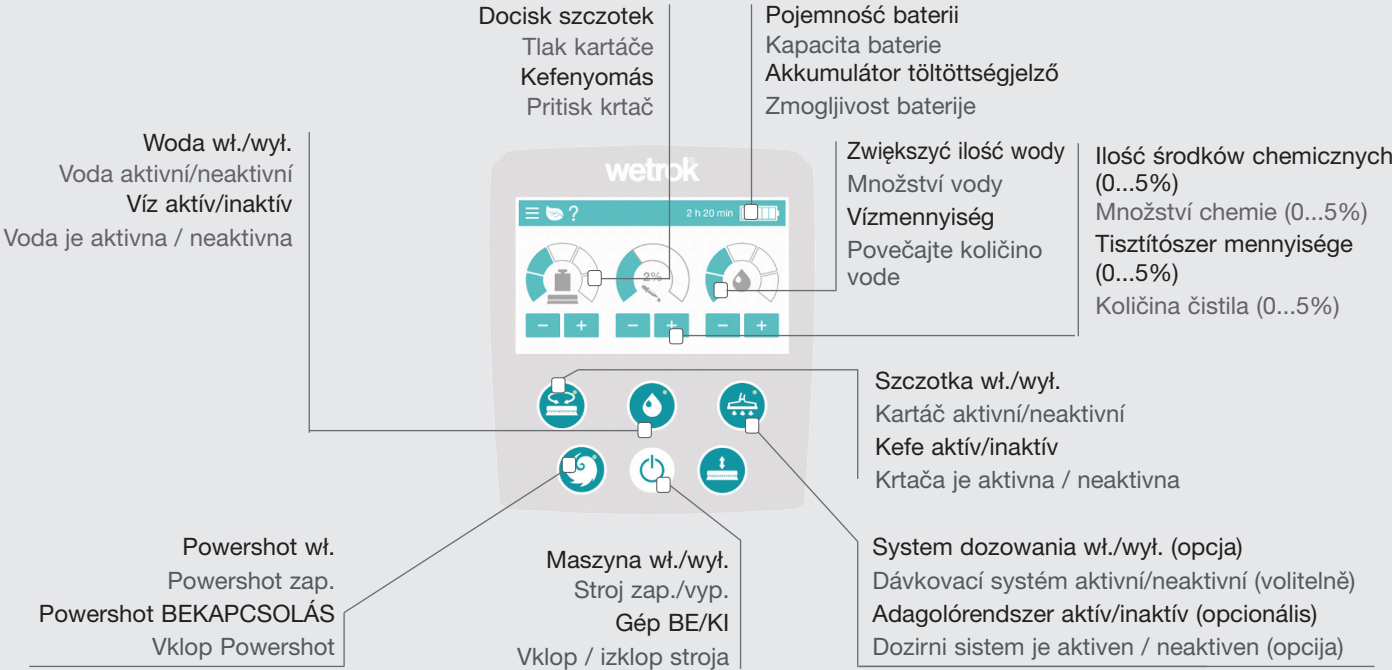 Docisk szczotek
Tlak kartáče
Kefenyomás
Pritisk krtač
Pojemność baterii
Kapacita baterie
Akkumulátor töltöttségjelző
Zmogljivost baterije
Woda wł./wył.
Voda aktivní/neaktivní
Víz aktív/inaktív
Voda je aktivna / neaktivna
Zwiększyć ilość wody
Množství vody
Vízmennyiség
Povečajte količino
vode
Ilość środków chemicznych
(0...5%)
Množství chemie (0...5%)
Tisztítószer mennyisége
(0...5%)
Količina čistila (0...5%)
wetrok
? 2 h 20 min
2%
− + − + − +
Szczotka wł./wył.
Kartáč aktivní/neaktivní
Kefe aktív/inaktív
Krtača je aktivna / neaktivna
Powershot wł.
Powershot zap.
Powershot BEKAPCSOLÁS
Vklop Powershot
Maszyna wł./wył.
Stroj zap./vyp.
Gép BE/KI
Vklop / izklop stroja
System dozowania wł./wył. (opcja)
Dávkovací systém aktivní/neaktivní (volitelně)
Adagolórendszer aktív/inaktív (opcionális)
Dozirni sistem je aktiven / neaktiven (opcija)